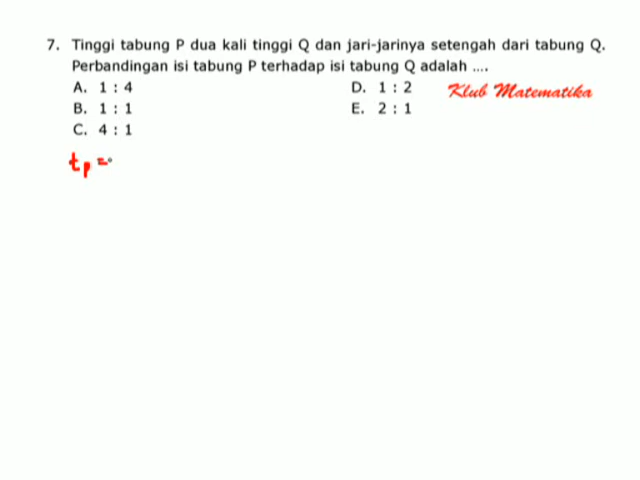 7. Tinggi tabung P dua kali tinggi Q dan jari-jarinya setengah dari tabung Q.
Perbandingan isi tabung P terhadap isi tabung Q adalah ....
A. 1 : 4 D. 1 : 2 Klub Matematika
B. 1 : 1 E. 2 : 1
C. 4 : 1
tp =